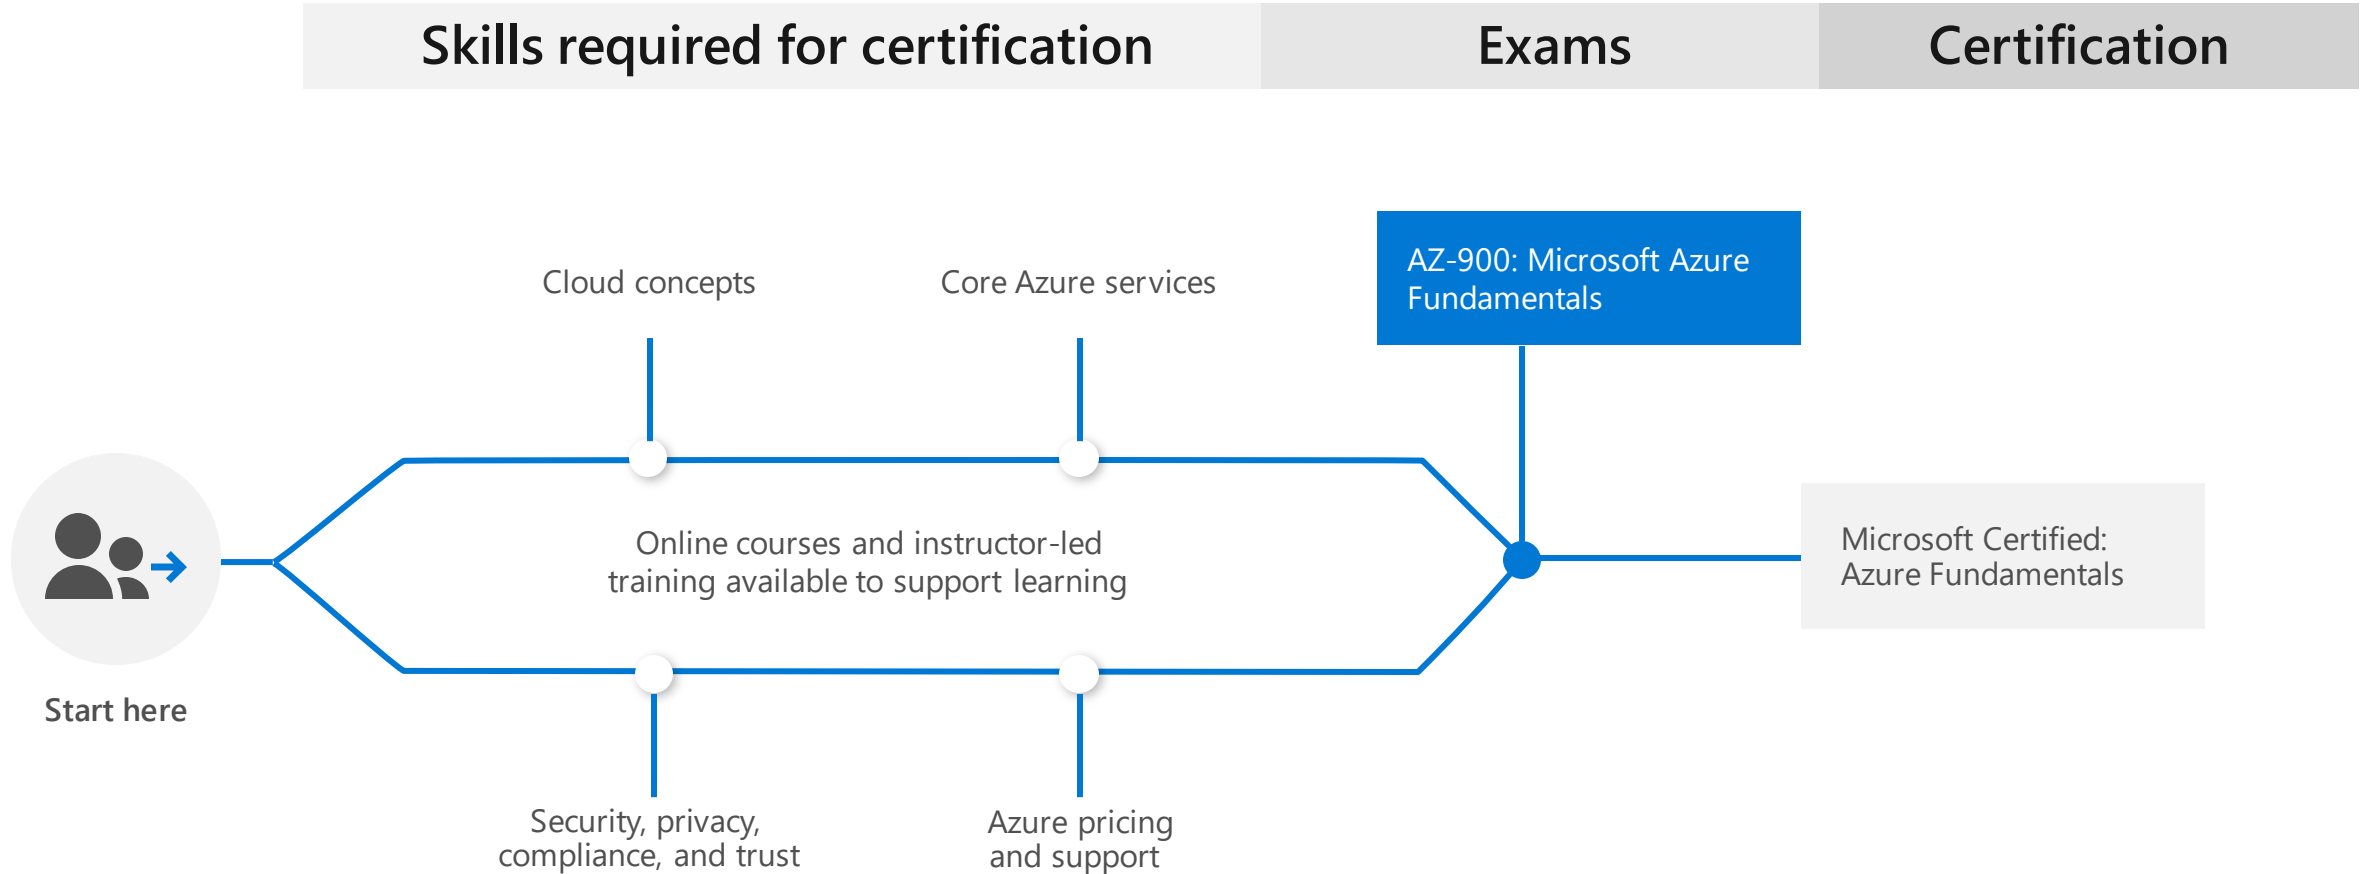 Skills required for certification
Exams
Certification
Cloud concepts
Core Azure services
AZ-900: Microsoft Azure
Fundamentals
Online courses and instructor-led
training available to support learning
Microsoft Certified:
Azure Fundamentals
Start here
Security, privacy,
compliance, and trust
Azure pricing
and support